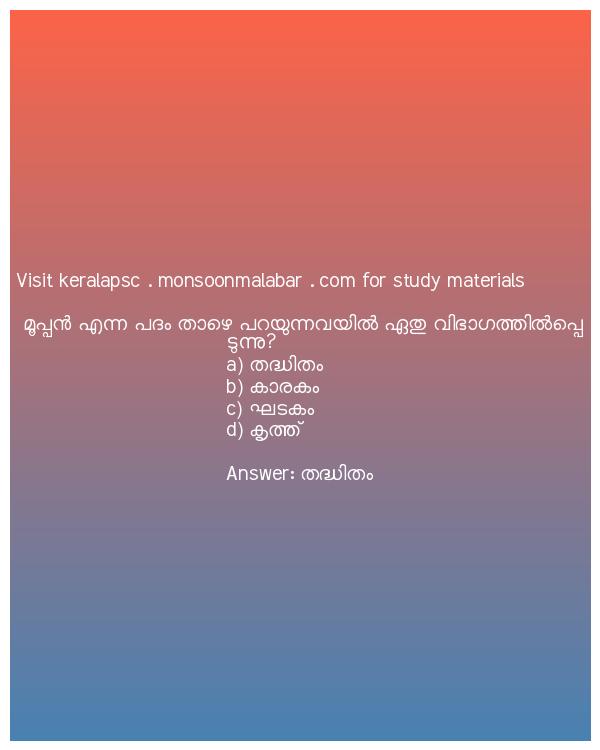 Visit keralapsc . monsoonmalabar . com for study materials
മൂപ്പൻ എന്ന പദം താഴെ പറയുന്നവയിൽ ഏതു വിഭാഗത്തിൽപ്പെ
ടുന്നു?
a) തദ്ധിതം
b) കാരകം
c) ഘടകം
d) കൃത്ത്
Answer: തദ്ധിതം